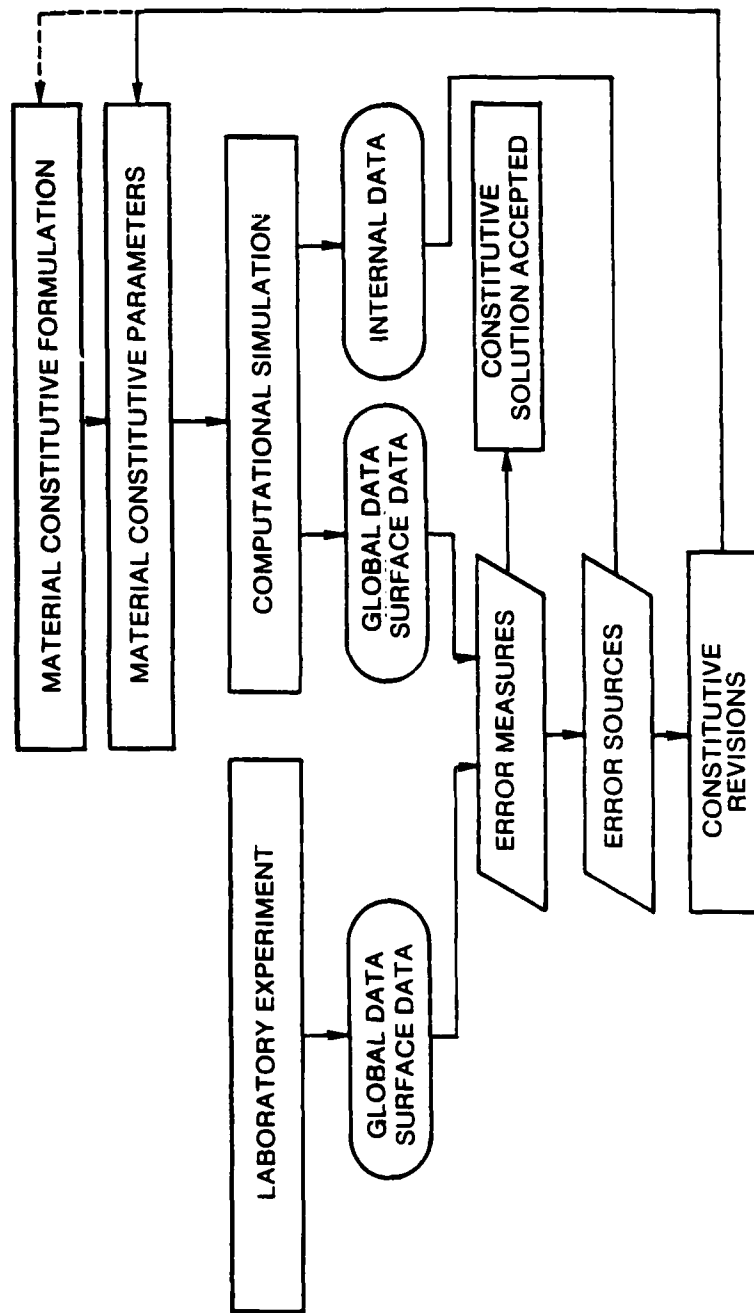 MATERIAL CONSTITUTIVE FORMULATION
MATERIAL CONSTITUTIVE PARAMETERS
LABORATORY EXPERIMENT
COMPUTATIONAL SIMULATION
GLOBAL DATA
SURFACE DATA
GLOBAL DATA
SURFACE DATA
INTERNAL DATA
ERROR MEASURES
CONSTITUTIVE
SOLUTION ACCEPTED
ERROR SOURCES
CONSTITUTIVE
REVISIONS